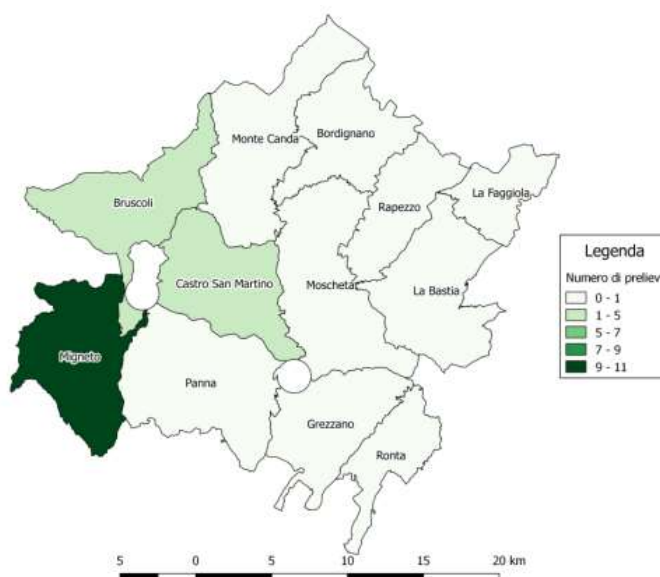 Monte Canda
Bordignano
La Faggiola
Rapezzo
Bruscoli
Castro San Martino
Moscheta
La Bastia
Migneto
Panna
Grezzano
Ronta
Legenda
Numero di preliev
0 - 1
1 - 5
5 - 7
7 - 9
9 - 11
5 0 5 10 15 20 km